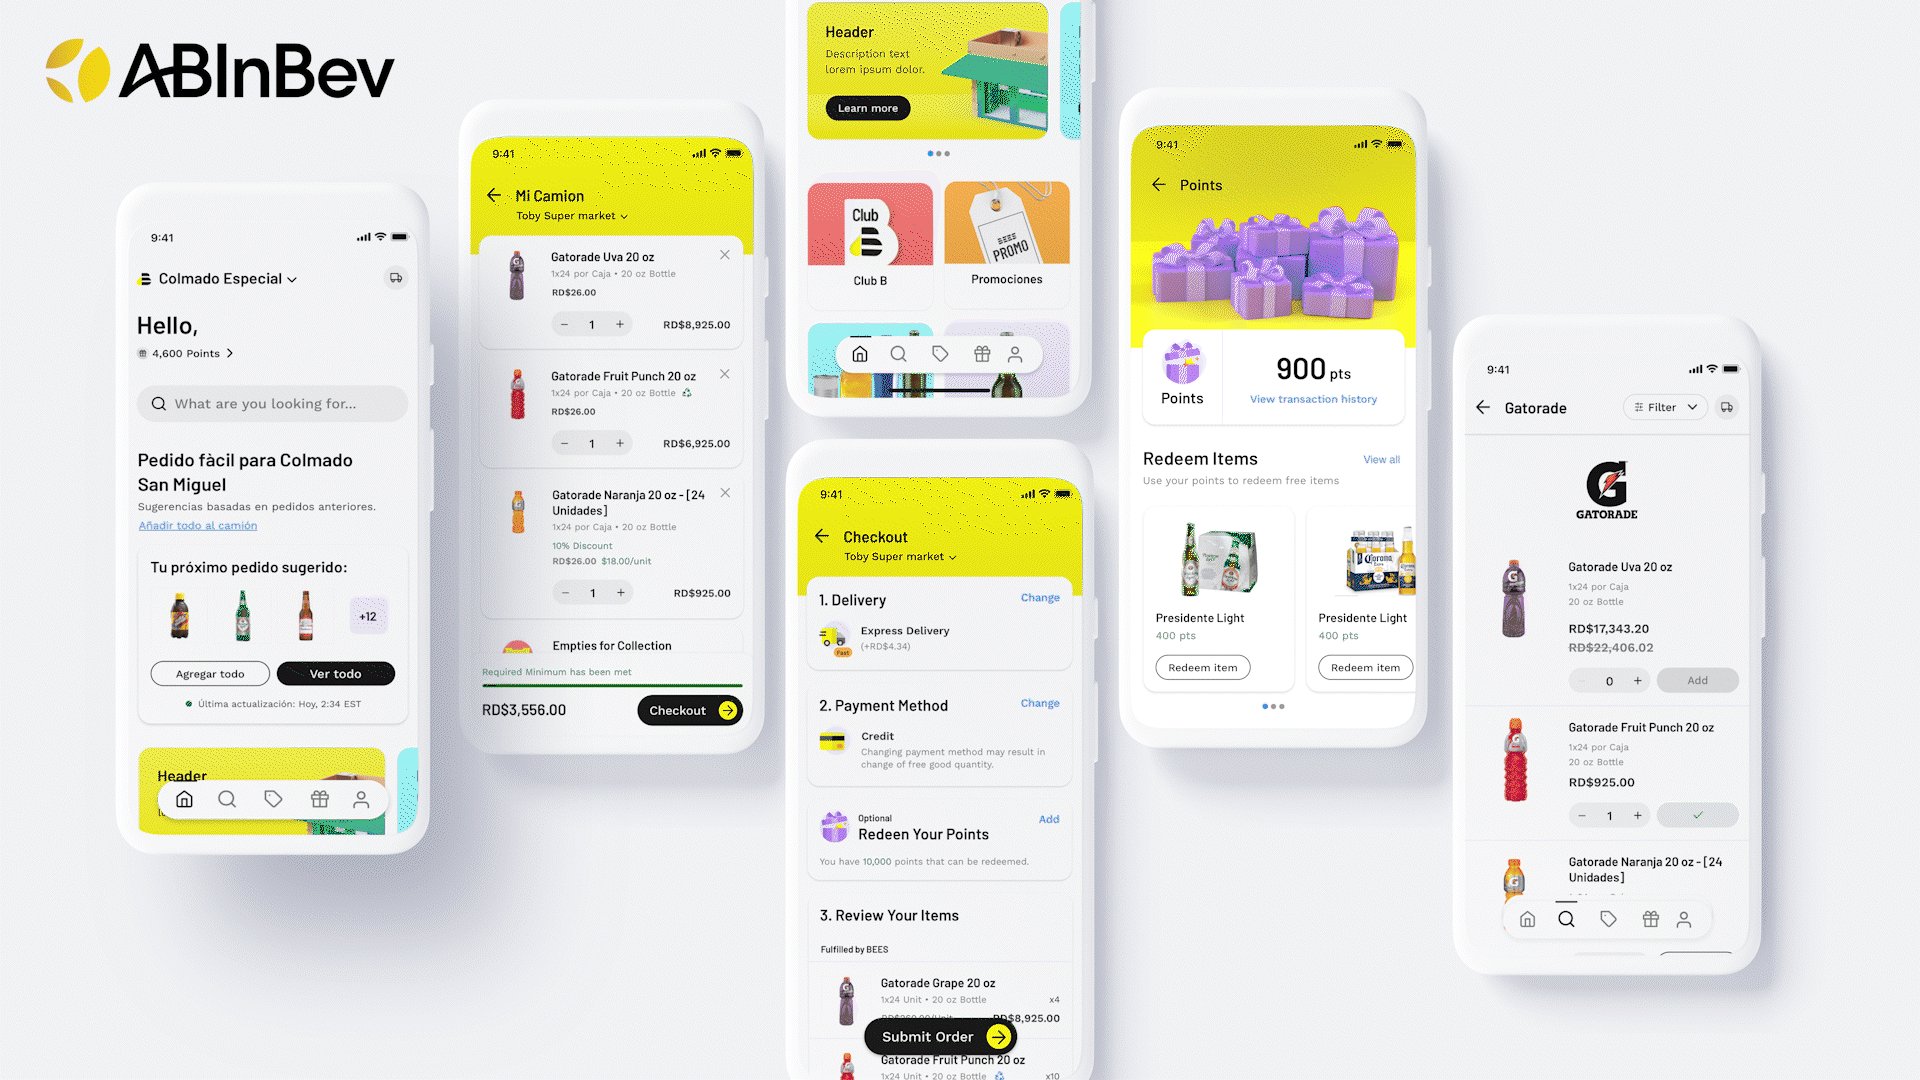 ABInBev
9:41
Colmado Especial
Hello,
4,600 Points
What are you looking for...
Pedido fàcil para Colmado
San Miguel
Sugerencias basadas en pedidos anteriores.
Añadir todo al camión
Tu próximo pedido sugerido:
+12
Agregar todo
Ver todo
Última actualización: Hoy, 2:34 EST
Header
9:41
Mi Camion
Toby Super market
Gatorade Uva 20 oz
1x24 por Caja • 20 oz Bottle
RD$26.00
− 1 +
RD$8,925.00
Gatorade Fruit Punch 20 oz
1x24 por Caja • 20 oz Bottle
RD$26.00
− 1 +
RD$6,925.00
Gatorade Naranja 20 oz - [24
Unidades]
1x24 por Caja • 20 oz Bottle
10% Discount
RD$26.00 $18.00/unit
− 1 +
RD$925.00
Empties for Collection
Required Minimum has been met
RD$3,556.00
Checkout
Header
Description text
lorem ipsum dolor.
Learn more
Club
Club B
BEES
PROMO
Promociones
9:41
Checkout
Toby Super market
1. Delivery
Change
Fast
Express Delivery
(+RD$4.34)
2. Payment Method
Change
Credit
Changing payment method may result in
change of free good quantity.
Optional
Redeen Your Points
Add
You have 10,000 points that can be redeemed.
3. Review Your Items
Fulfilled by BEES
Gatorade Grape 20 oz
1x24 Unit • 20 oz Bottle
x4
RD$8,925.00
Submit Order
Gatorade Fruit Punch 20 oz
1x24 Unit • 20 oz Bottle
x10
9:41
Points
Points
900 pts
View transaction history
Redeem Items
View all
Use your points to redeem free items
Corona
Presidente Light
400 pts
Redeem item
Presidente Light
400 pts
Redeem item
9:41
Gatorade
Filter
G
GATORADE
Gatorade Uva 20 oz
1x24 por Caja
20 oz Bottle
RD$17,343.20
RD$22,406.02
− 0 +
Add
Gatorade Fruit Punch 20 oz
1x24 por Caja
20 oz Bottle
RD$925.00
− 1 +
Gatorade Naranja 20 oz - [24
Unidades]